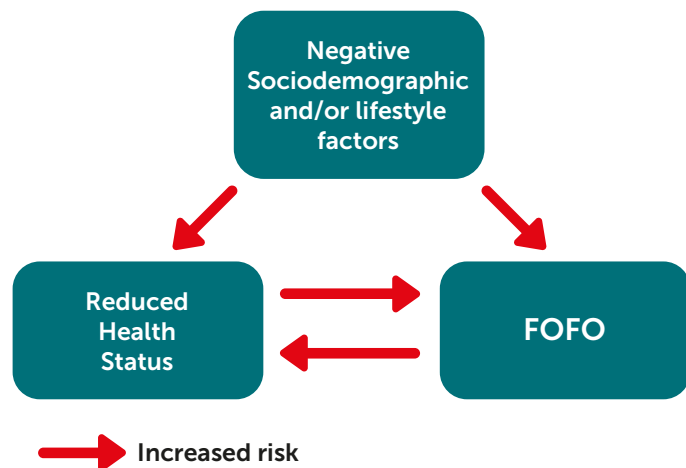 Negative
Sociodemographic
and/or lifestyle
factors
Reduced
Health
Status
FOFO
Increased risk